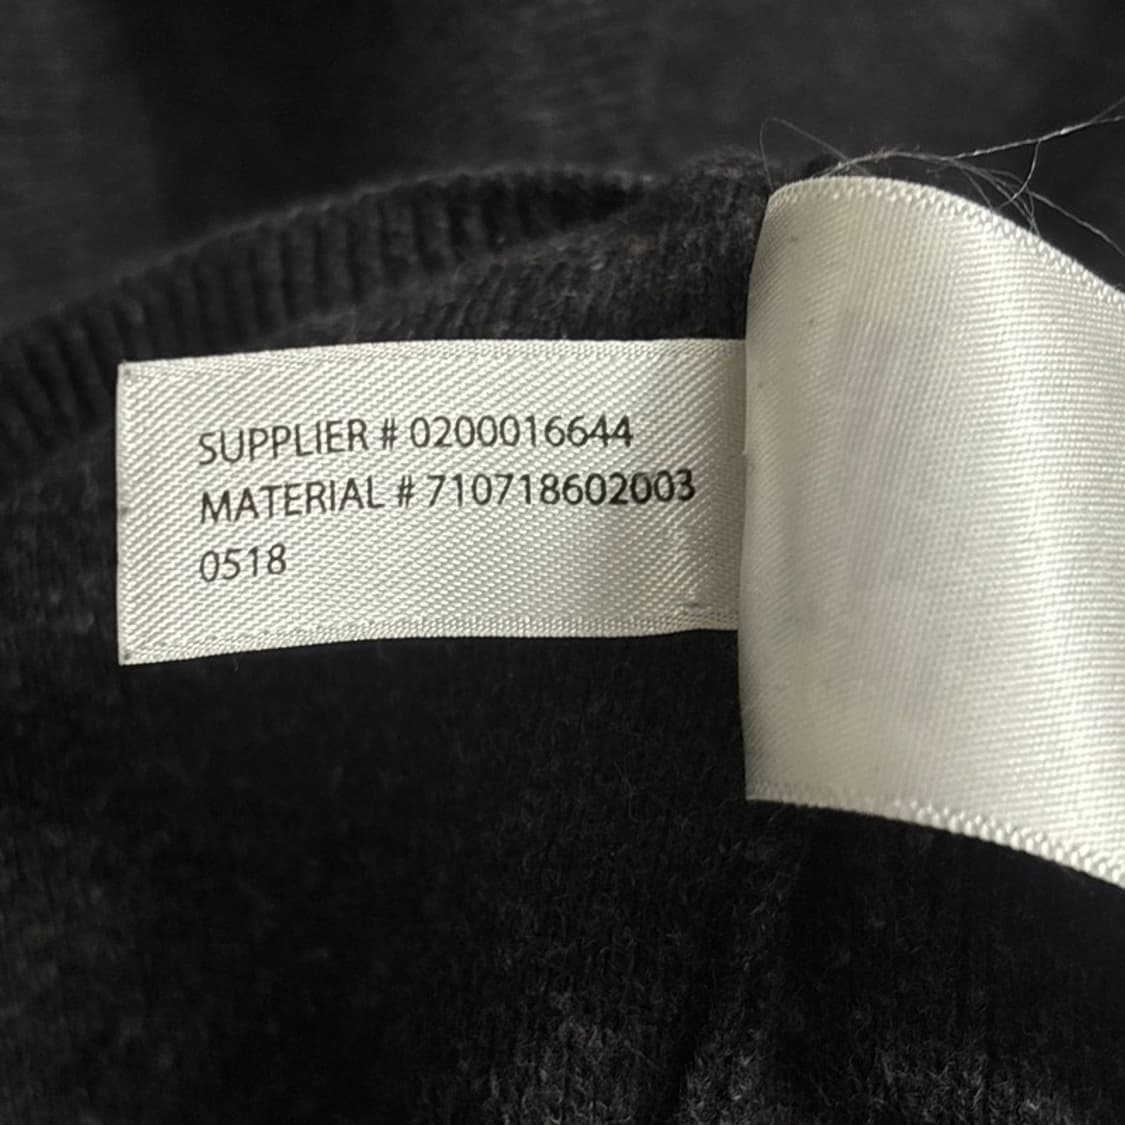 SUPPLIER # 0200016644
MATERIAL # 710718602003
0518